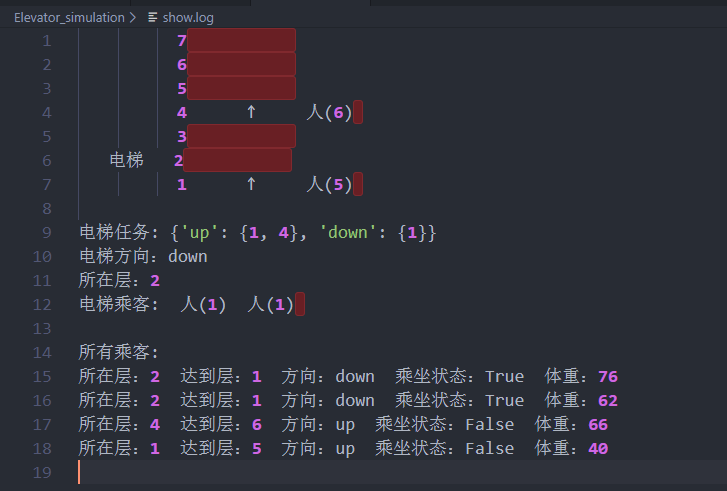 Elevator_simulation > show.log
1 7
2 6
3 5
4 4 ↑ 人(6)
5 3
6 电梯 2
7 1 ↑ 人(5)
8
9 电梯任务: {'up': {1, 4}, 'down': {1}}
10 电梯方向: down
11 所在层: 2
12 电梯乘客: 人(1) 人(1)
13
14 所有乘客:
15 所在层: 2 达到层: 1 方向: down 乘坐状态: True 体重: 76
16 所在层: 2 达到层: 1 方向: down 乘坐状态: True 体重: 62
17 所在层: 4 达到层: 6 方向: up 乘坐状态: False 体重: 66
18 所在层: 1 达到层: 5 方向: up 乘坐状态: False 体重: 40
19